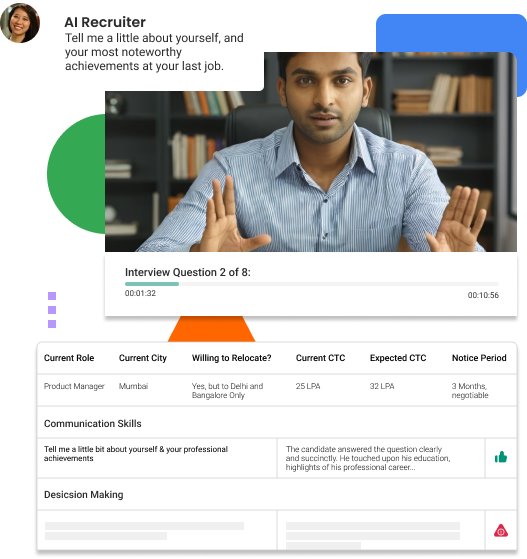 AI Recruiter
Tell me a little about yourself, and
your most noteworthy
achievements at your last job.
Interview Question 2 of 8:
00:01:32
00:10:56
Current Role
Current City
Willing to Relocate?
Current CTC
Expected CTC
Notice Period
Product Manager
Mumbai
Yes, but to Delhi and
Bangalore Only
25 LPA
32 LPA
3 Months,
negotiable
Communication Skills
Tell me a little bit about yourself & your professional
achievements
The candidate answered the question clearly
and succinctly. He touched upon his education,
highlights of his professional career...
Desicsion Making